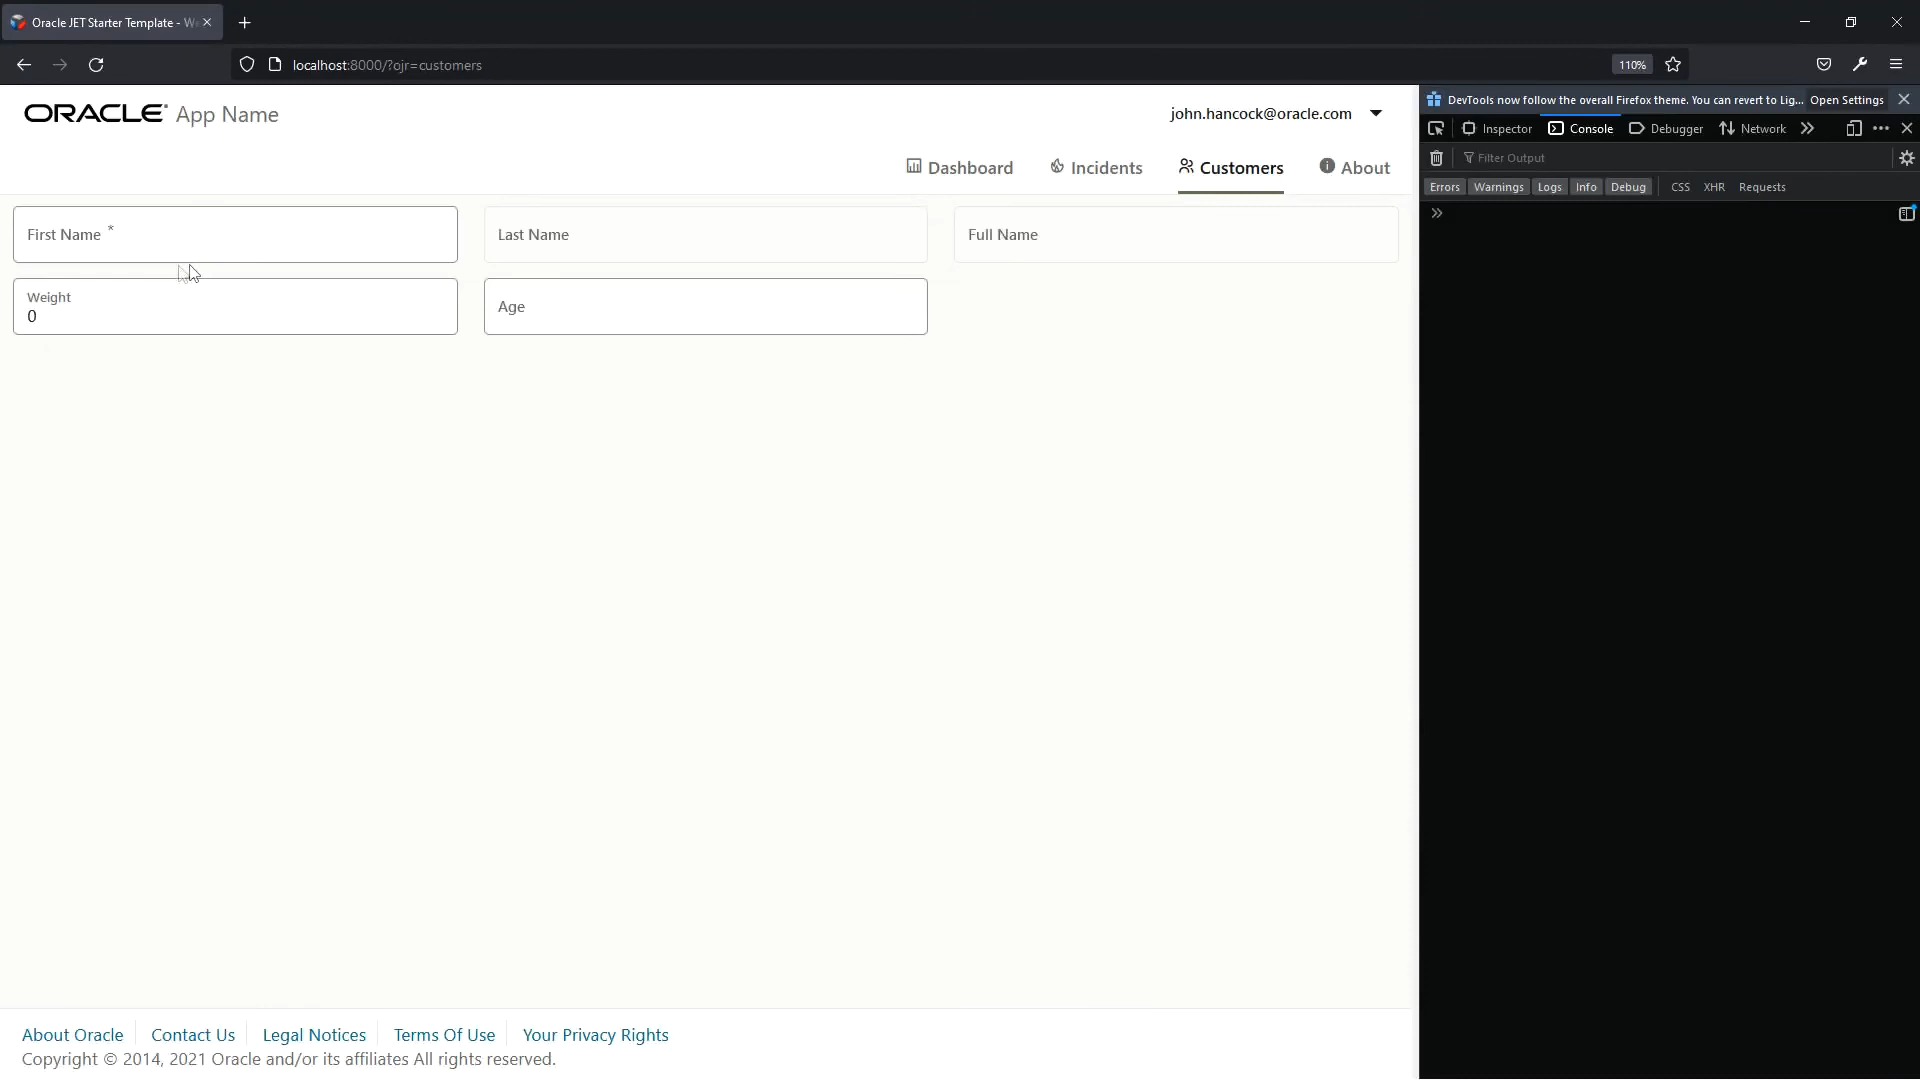 Oracle JET Starter Template - We
localhost:8000/?ojr=customers
110%
ORACLE App Name
john.hancock@oracle.com
Dashboard
Incidents
Customers
About
First Name *
Last Name
Full Name
Weight
0
Age
DevTools now follow the overall Firefox theme. You can revert to Lig... Open Settings
Inspector
Console
Debugger
Network
Filter Output
Errors Warnings Logs Info Debug CSS XHR Requests
About Oracle Contact Us Legal Notices Terms Of Use Your Privacy Rights
Copyright © 2014, 2021 Oracle and/or its affiliates All rights reserved.